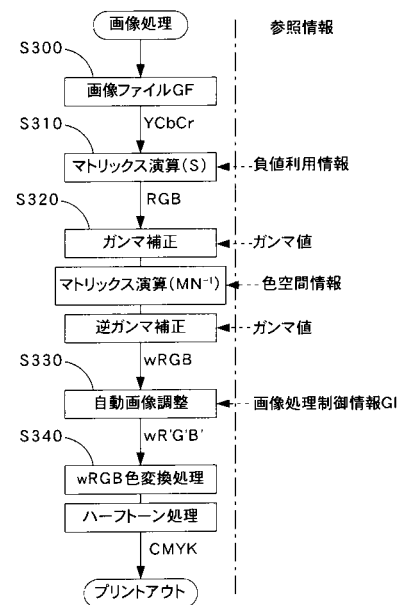 画像処理
参照情報
S300
画像ファイルGF
YCbCr
S310
マトリックス演算(S)
負値利用情報
RGB
S320
ガンマ補正
ガンマ値
マトリックス演算(MN⁻¹)
色空間情報
逆ガンマ補正
ガンマ値
wRGB
S330
自動画像調整
画像処理制御情報GI
wR'G'B'
S340
wRGB色変換処理
ハーフトーン処理
CMYK
プリントアウト